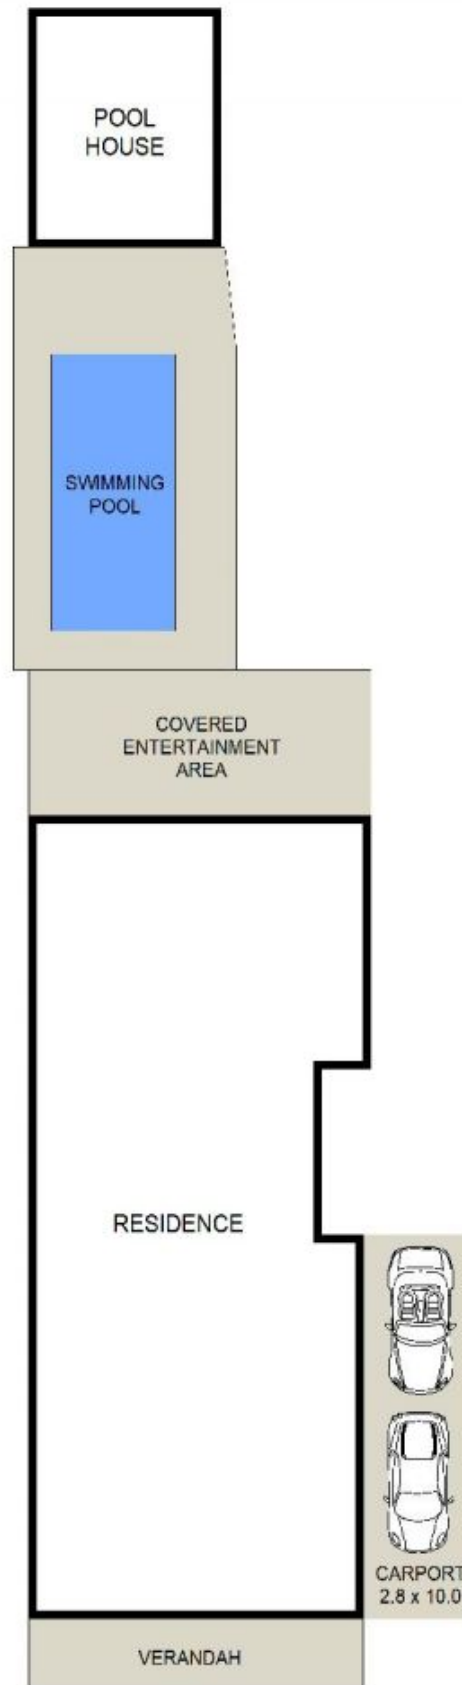 POOL
HOUSE
SWIMMING
POOL
COVERED
ENTERTAINMENT
AREA
RESIDENCE
CARPORT
2.8 x 10.0
VERANDAH